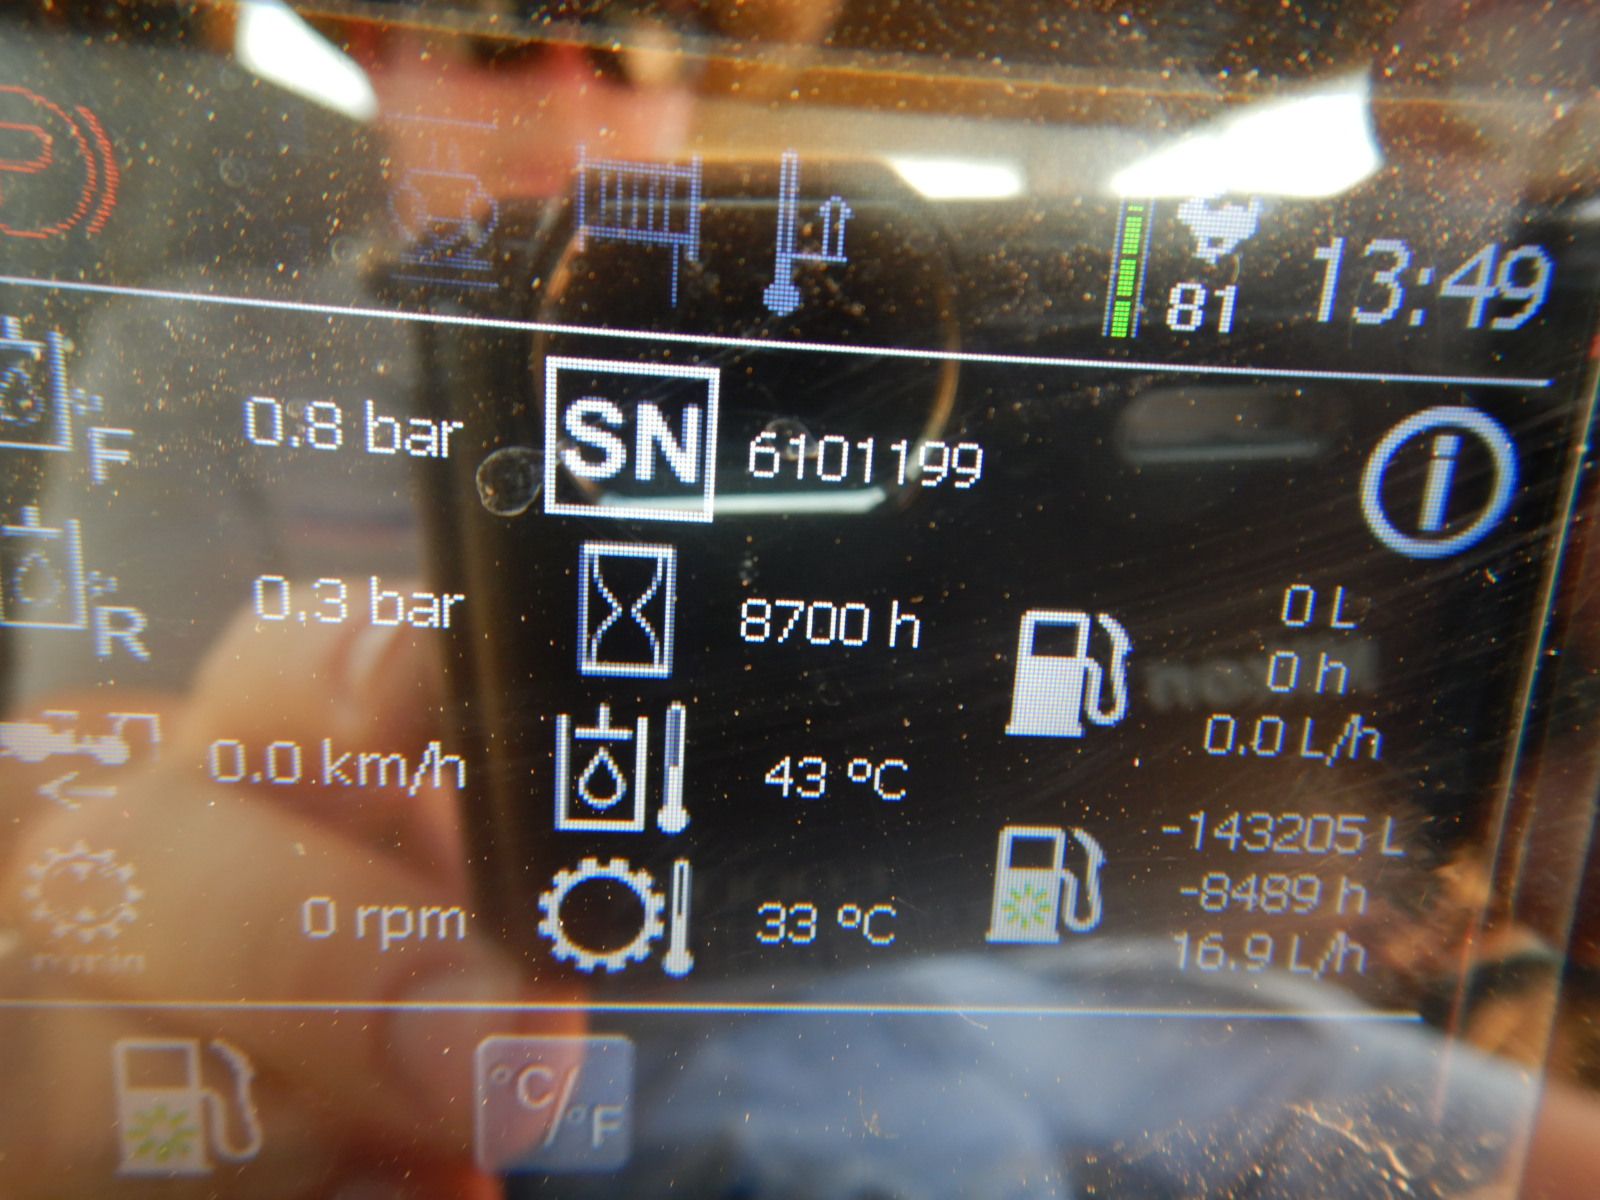 P
81
13:49
F
0.8 bar
SN
6101199
i
R
0.3 bar
8700 h
0 L
0 h
0.0 L/h
0.0 km/h
43 °C
-143205 L
-8489 h
16.9 L/h
0 rpm
33 °C
°C/°F